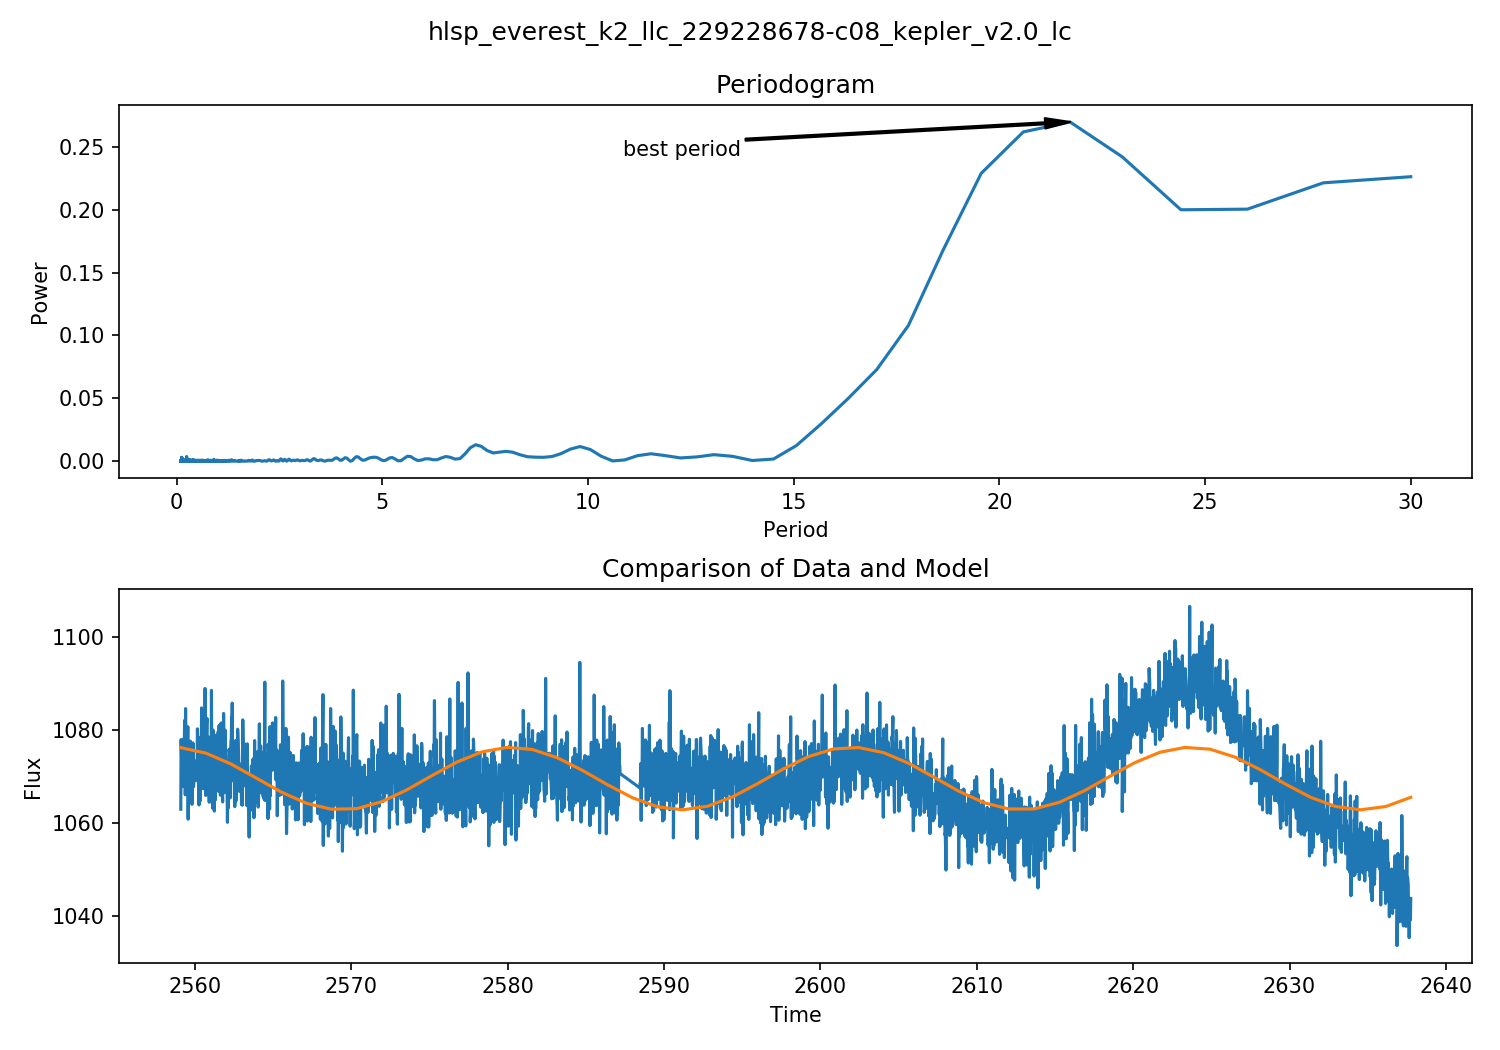 hlsp_everest_k2_llc_229228678-c08_kepler_v2.0_lc
Periodogram
best period
Power
0.25
0.20
0.15
0.10
0.05
0.00
0 5 10 15 20 25 30
Period
Comparison of Data and Model
Flux
1100
1080
1060
1040
2560 2570 2580 2590 2600 2610 2620 2630 2640
Time